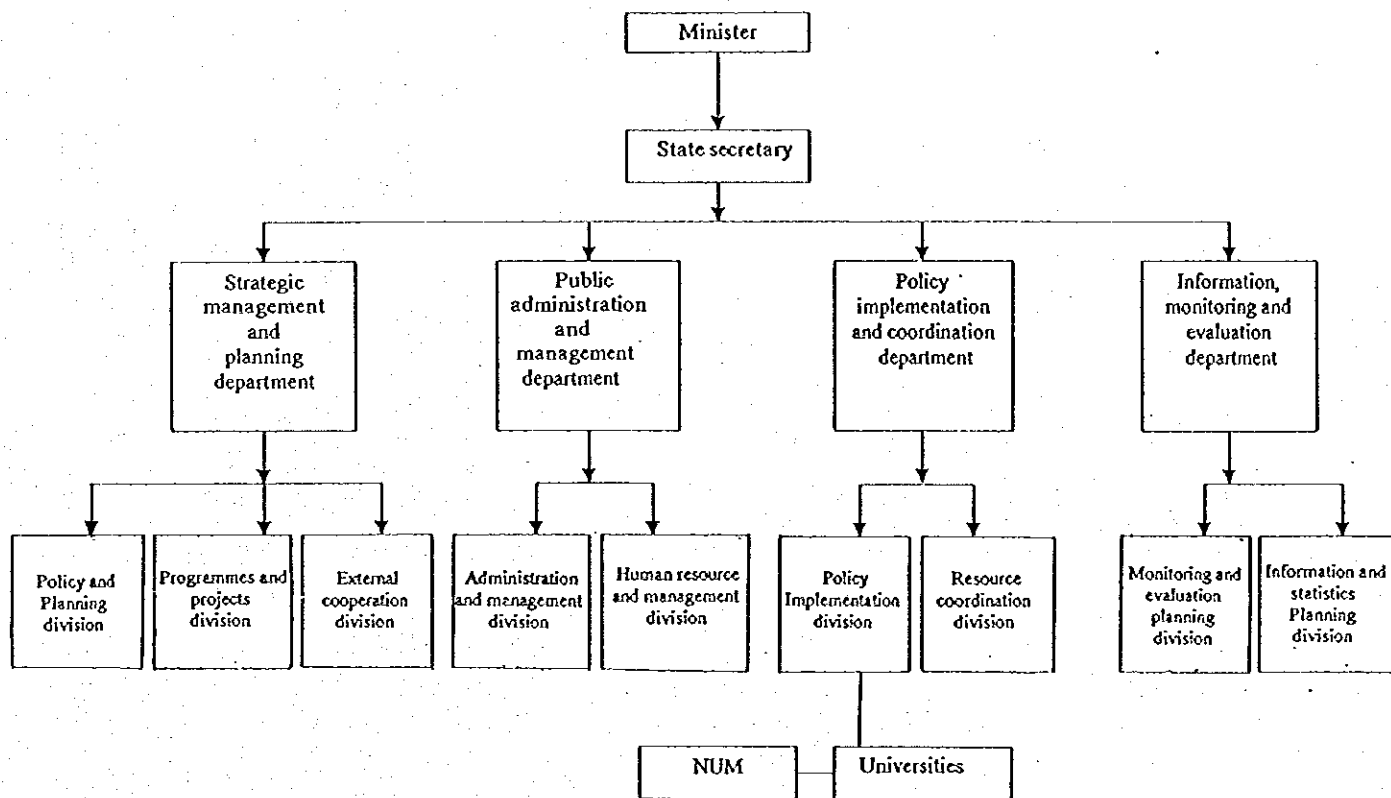 Minister
State secretary
Strategic
management
and
planning
department
Public
administration
and
management
department
Policy
implementation
and coordination
department
Information,
monitoring and
evaluation
department
Policy and
Planning
division
Programmes and
projects
division
External
cooperation
division
Administration
and management
division
Human resource
and management
division
Policy
Implementation
division
Resource
coordination
division
Monitoring and
evaluation
planning
division
Information and
statistics
Planning
division
NUM
Universities